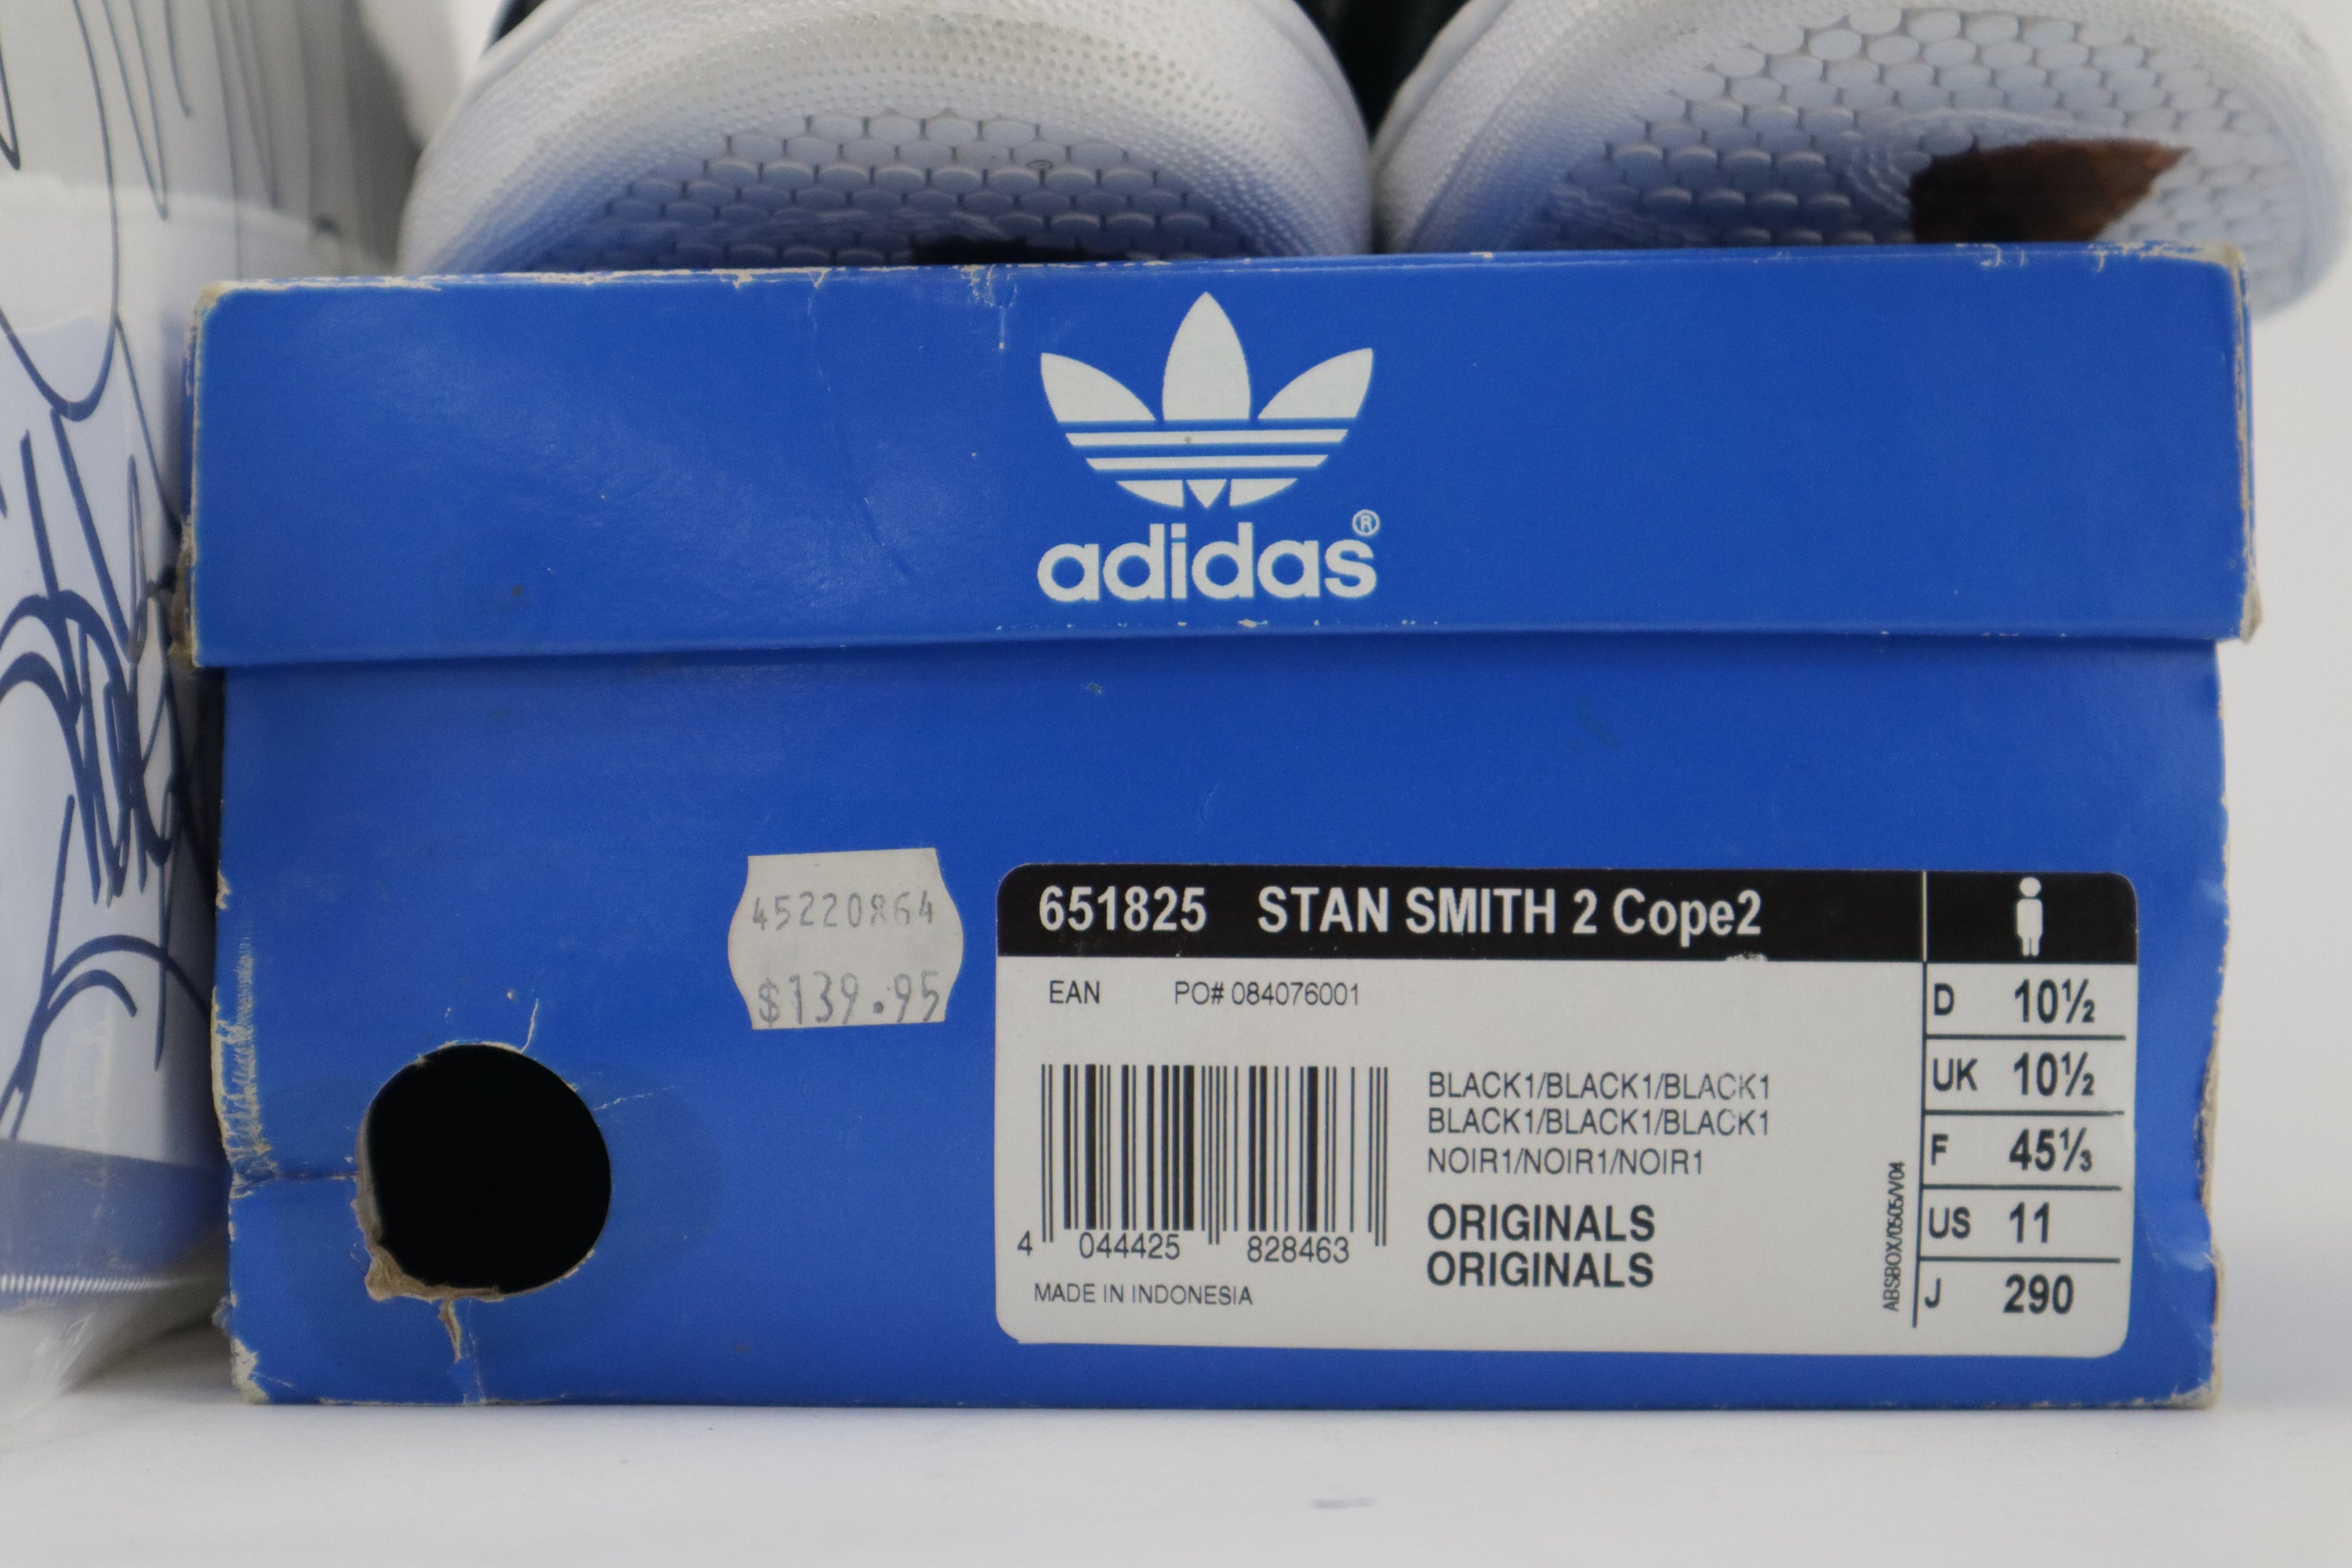 adidas®
45220864
$139.95
651825 STAN SMITH 2 Cope2
EAN PO# 084076001
BLACK1/BLACK1/BLACK1
BLACK1/BLACK1/BLACK1
NOIR1/NOIR1/NOIR1
ORIGINALS
ORIGINALS
4 044425 828463
MADE IN INDONESIA
ABSBOX/0505/V04
D 10½
UK 10½
F 45⅓
US 11
J 290